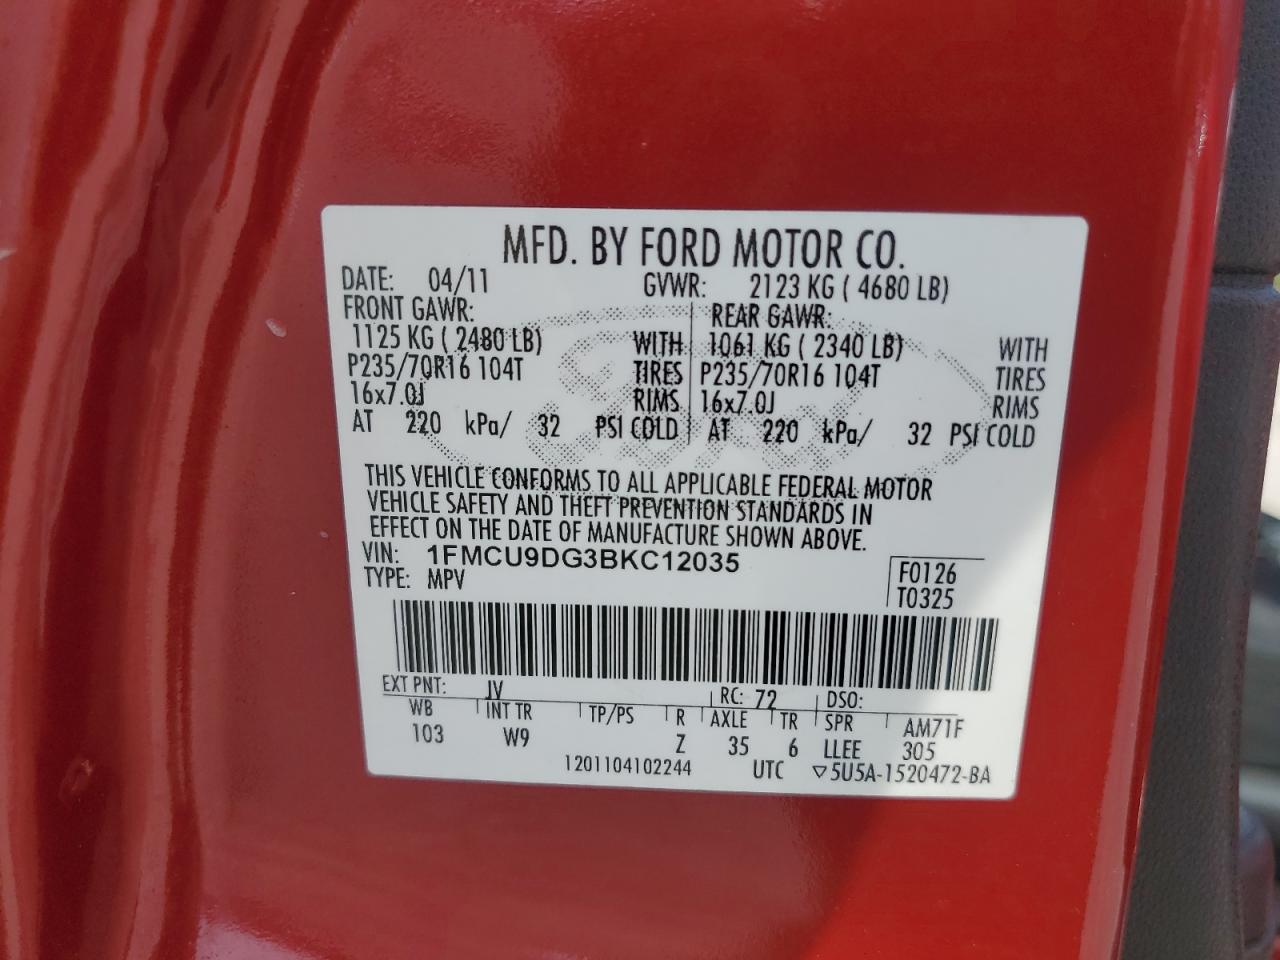 MFD. BY FORD MOTOR CO.
DATE: 04/11 GVWR: 2123 KG ( 4680 LB)
FRONT GAWR: REAR GAWR:
1125 KG ( 2480 LB) WITH 1061 KG ( 2340 LB) WITH
P235/70R16 104T TIRES P235/70R16 104T TIRES
16x7.0J RIMS 16x7.0J RIMS
AT 220 kPa/ 32 PSI COLD AT 220 kPa/ 32 PSI COLD
THIS VEHICLE CONFORMS TO ALL APPLICABLE FEDERAL MOTOR
VEHICLE SAFETY AND THEFT PREVENTION STANDARDS IN
EFFECT ON THE DATE OF MANUFACTURE SHOWN ABOVE.
VIN: 1FMCU9DG3BKC12035
TYPE: MPV
F0126
T0325
EXT PNT: JV RC: 72 DSO:
WB INT TR TP/PS R AXLE TR SPR AM71F
103 W9 Z 35 6 LLEE 305
1201104102244 UTC ▽5U5A-1520472-BA